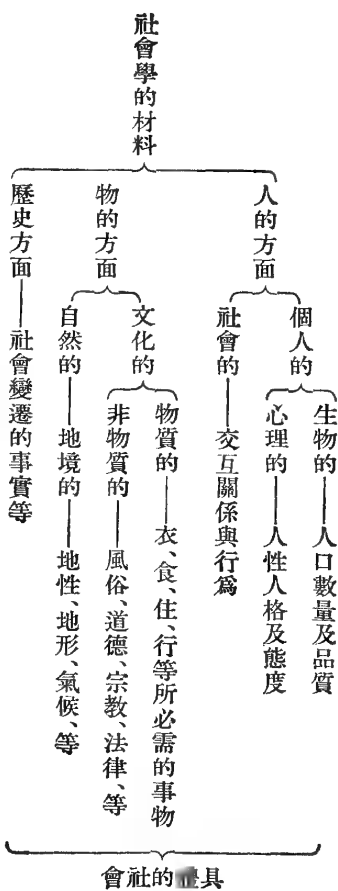 社會學的材料
人的方面
個人的
生物的——人口數量及品質
心理的——人性人格及態度
社會的——交互關係與行爲
物的方面
文化的
物質的——衣、食、住、行等所必需的事物
非物質的——風俗、道德、宗教、法律、等
自然的——地境的——地性、地形、氣候、等
歷史方面——社會變遷的事實等
會社的 具